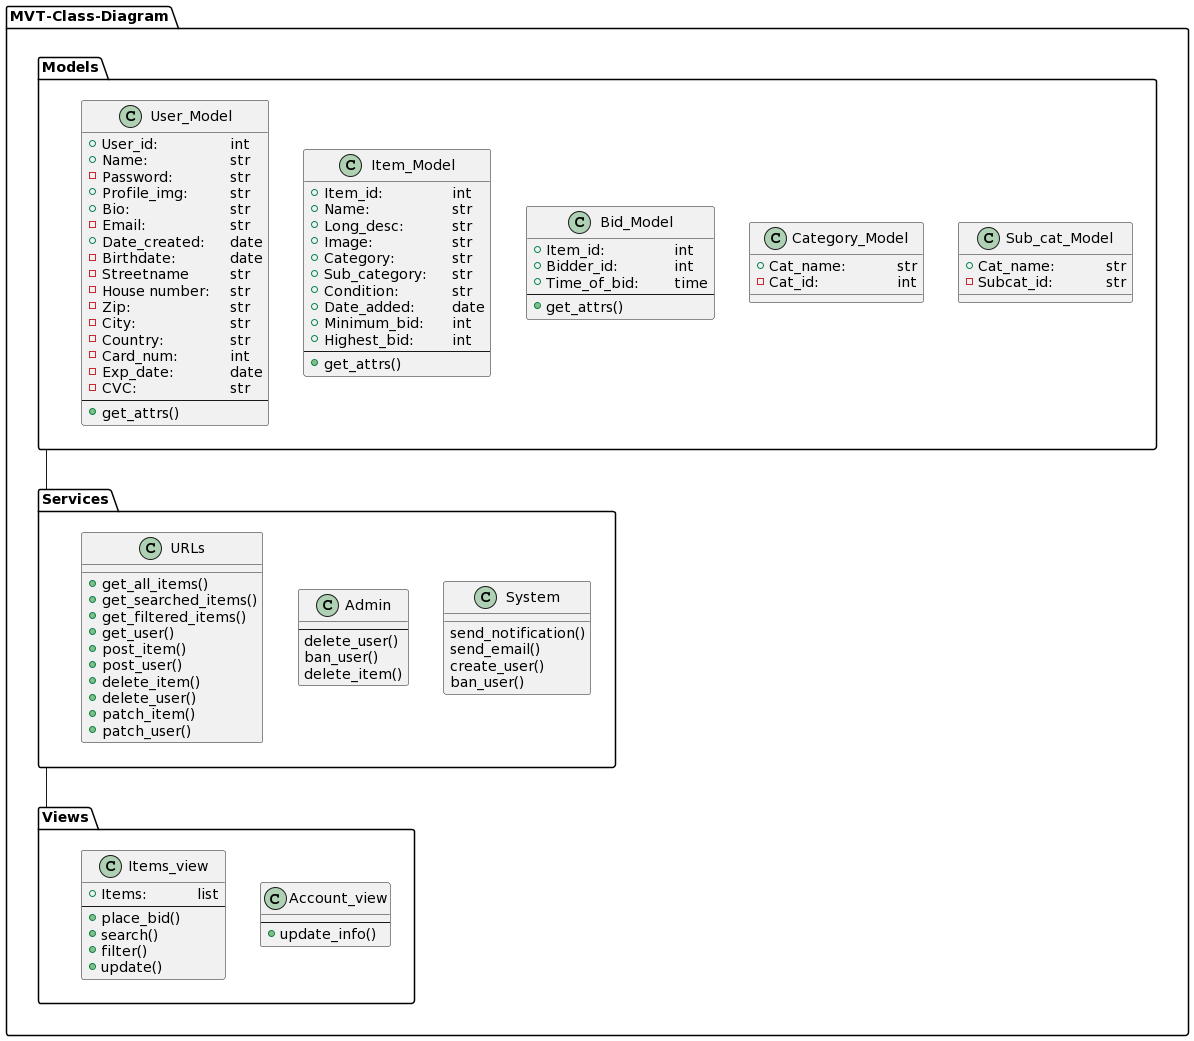 MVT-Class-Diagram
Models
C User_Model
User_id: int
Name: str
Password: str
Profile_img: str
Bio: str
Email: str
Date_created: date
Birthdate: date
Streetname str
House number: str
Zip: str
City: str
Country: str
Card_num: int
Exp_date: date
CVC: str
get_attrs()
C Item_Model
Item_id: int
Name: str
Long_desc: str
Image: str
Category: str
Sub_category: str
Condition: str
Date_added: date
Minimum_bid: int
Highest_bid: int
get_attrs()
C Bid_Model
Item_id: int
Bidder_id: int
Time_of_bid: time
get_attrs()
C Category_Model
Cat_name: str
Cat_id: int
C Sub_cat_Model
Cat_name: str
Subcat_id: str
Services
C URLs
get_all_items()
get_searched_items()
get_filtered_items()
get_user()
post_item()
post_user()
delete_item()
delete_user()
patch_item()
patch_user()
C Admin
delete_user()
ban_user()
delete_item()
C System
send_notification()
send_email()
create_user()
ban_user()
Views
C Items_view
Items: list
place_bid()
search()
filter()
update()
C Account_view
update_info()